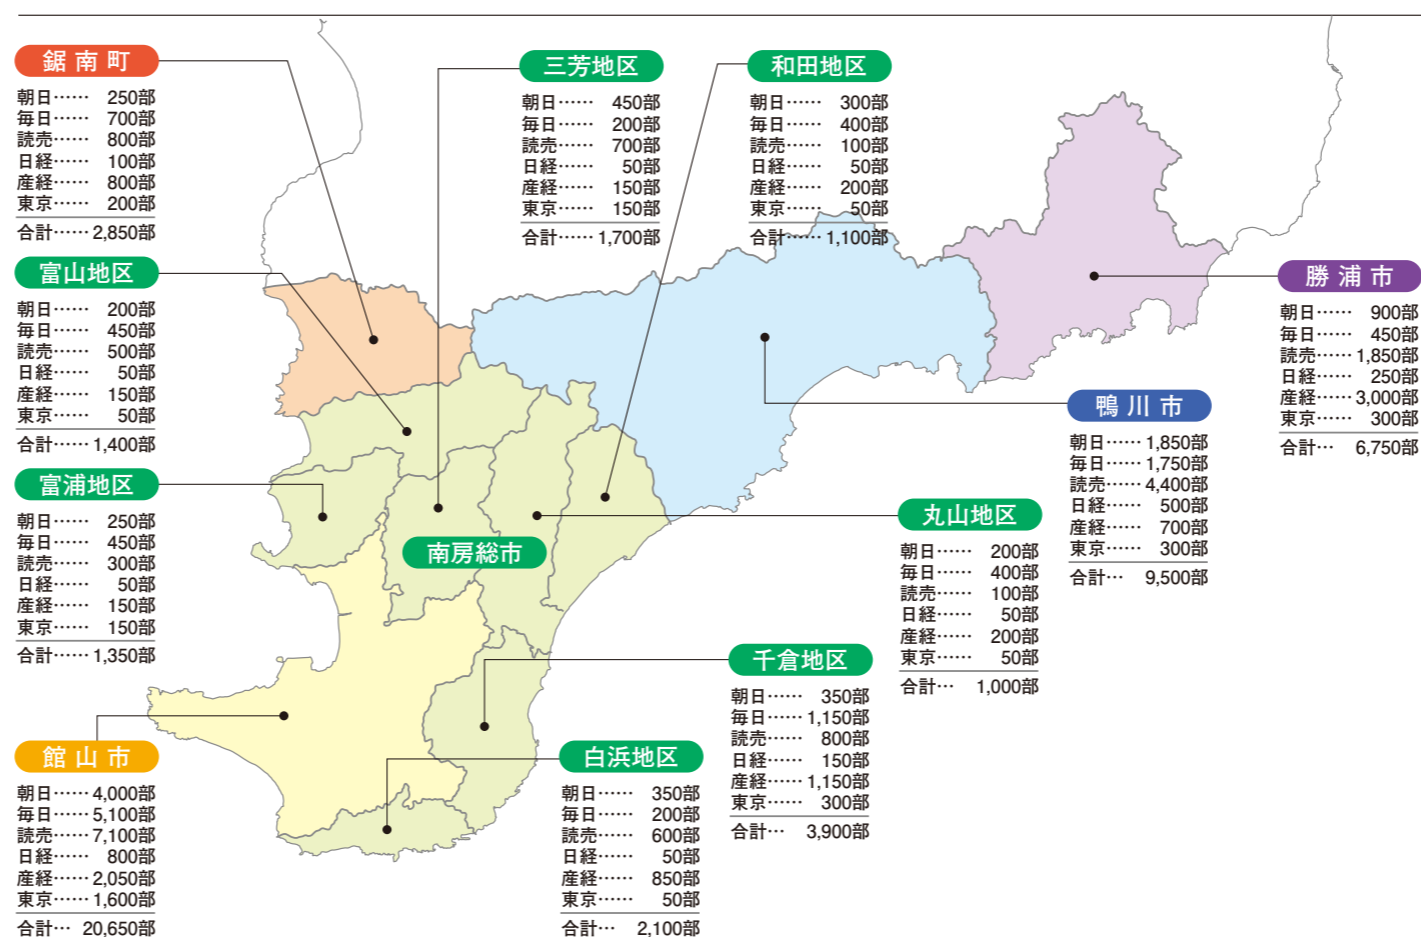 鋸南町
朝日…… 250部
毎日…… 700部
読売…… 800部
日経…… 100部
産経…… 800部
東京…… 200部
合計…… 2,850部
富山地区
朝日…… 200部
毎日…… 450部
読売…… 500部
日経…… 50部
産経…… 150部
東京…… 50部
合計…… 1,400部
富浦地区
朝日…… 250部
毎日…… 450部
読売…… 300部
日経…… 50部
産経…… 150部
東京…… 150部
合計…… 1,350部
館山市
朝日…… 4,000部
毎日…… 5,100部
読売…… 7,100部
日経…… 800部
産経…… 2,050部
東京…… 1,600部
合計… 20,650部
三芳地区
朝日…… 450部
毎日…… 200部
読売…… 700部
日経…… 50部
産経…… 150部
東京…… 150部
合計…… 1,700部
和田地区
朝日…… 300部
毎日…… 400部
読売…… 100部
日経…… 50部
産経…… 200部
東京…… 50部
合計…… 1,100部
南房総市
白浜地区
朝日…… 350部
毎日…… 200部
読売…… 600部
日経…… 50部
産経…… 850部
東京…… 50部
合計… 2,100部
千倉地区
朝日…… 350部
毎日…… 1,150部
読売…… 800部
日経…… 150部
産経…… 1,150部
東京…… 300部
合計… 3,900部
丸山地区
朝日…… 200部
毎日…… 400部
読売…… 100部
日経…… 50部
産経…… 200部
東京…… 50部
合計… 1,000部
鴨川市
朝日…… 1,850部
毎日…… 1,750部
読売…… 4,400部
日経…… 500部
産経…… 700部
東京…… 300部
合計… 9,500部
勝浦市
朝日…… 900部
毎日…… 450部
読売…… 1,850部
日経…… 250部
産経…… 3,000部
東京…… 300部
合計… 6,750部